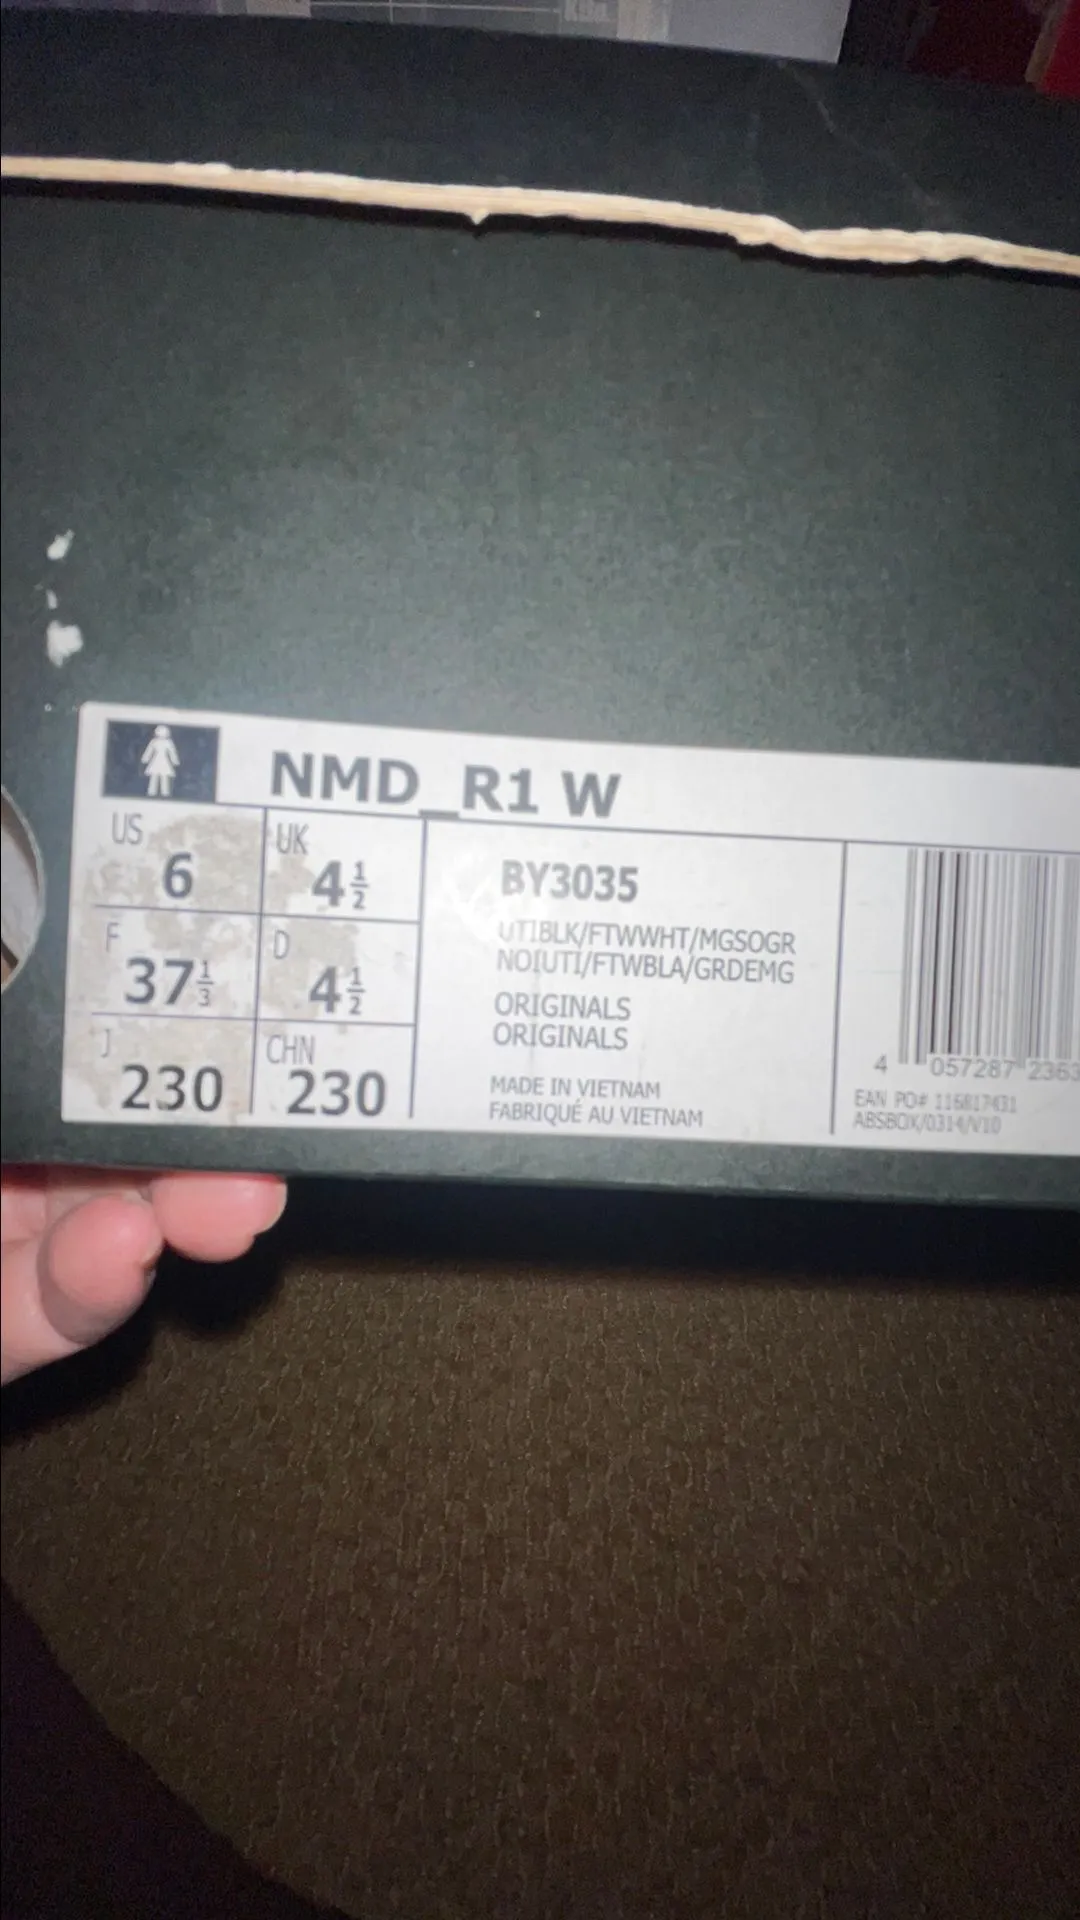 NMD_R1 W
US
6
UK
4½
F
37⅓
D
4½
J
230
CHN
230
BY3035
UTIBLK/FTWWHT/MGSOGR
NOIUTI/FTWBLA/GRDEMG
ORIGINALS
ORIGINALS
MADE IN VIETNAM
FABRIQUÉ AU VIETNAM
4 057287 2363
EAN PO# 116817431
ABSBOX/0314/V10